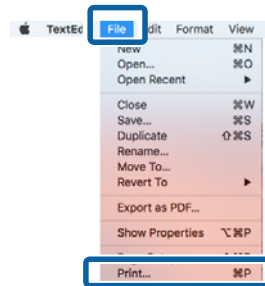 TextEd File dit Format View
New ⌘N
Open... ⌘O
Open Recent ▶
Close ⌘W
Save... ⌘S
Duplicate ⇧⌘S
Rename...
Move To...
Revert To ▶
Export as PDF...
Show Properties ⌥⌘P
Print... ⌘P